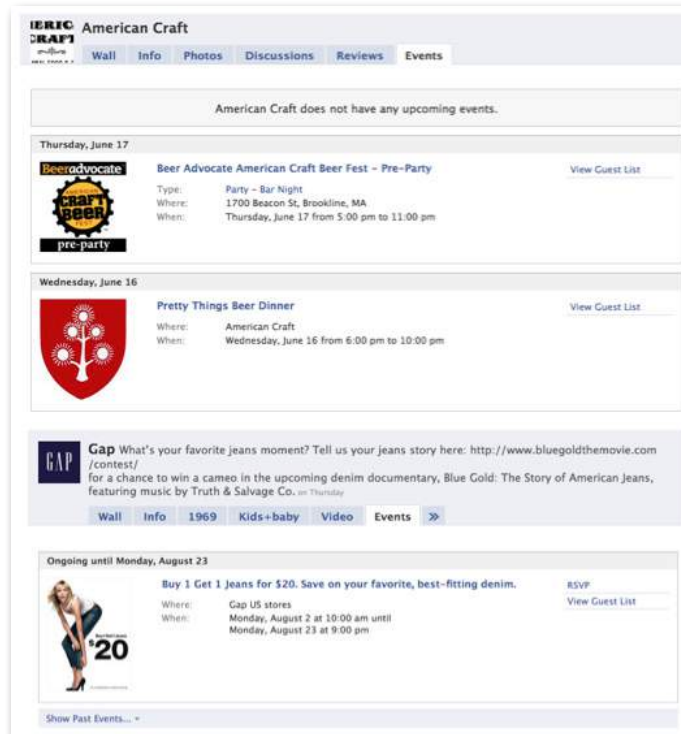 ERIC
CRAFT
American Craft
Wall Info Photos Discussions Reviews Events
American Craft does not have any upcoming events.
Thursday, June 17
Beeradvocate
AMERICAN
CRAFT
BEER
FEST
pre-party
Beer Advocate American Craft Beer Fest – Pre-Party
View Guest List
Type: Party – Bar Night
Where: 1700 Beacon St, Brookline, MA
When: Thursday, June 17 from 5:00 pm to 11:00 pm
Wednesday, June 16
Pretty Things Beer Dinner
View Guest List
Where: American Craft
When: Wednesday, June 16 from 6:00 pm to 10:00 pm
GAP
Gap What's your favorite jeans moment? Tell us your jeans story here: http://www.bluegoldthemovie.com
/contest/
for a chance to win a cameo in the upcoming denim documentary, Blue Gold: The Story of American Jeans,
featuring music by Truth & Salvage Co. on Thursday
Wall Info 1969 Kids+baby Video Events »
Ongoing until Monday, August 23
$20
Buy 1 Get 1 Jeans for $20. Save on your favorite, best-fitting denim.
RSVP
View Guest List
Where: Gap US stores
When: Monday, August 2 at 10:00 am until
Monday, August 23 at 9:00 pm
Show Past Events...